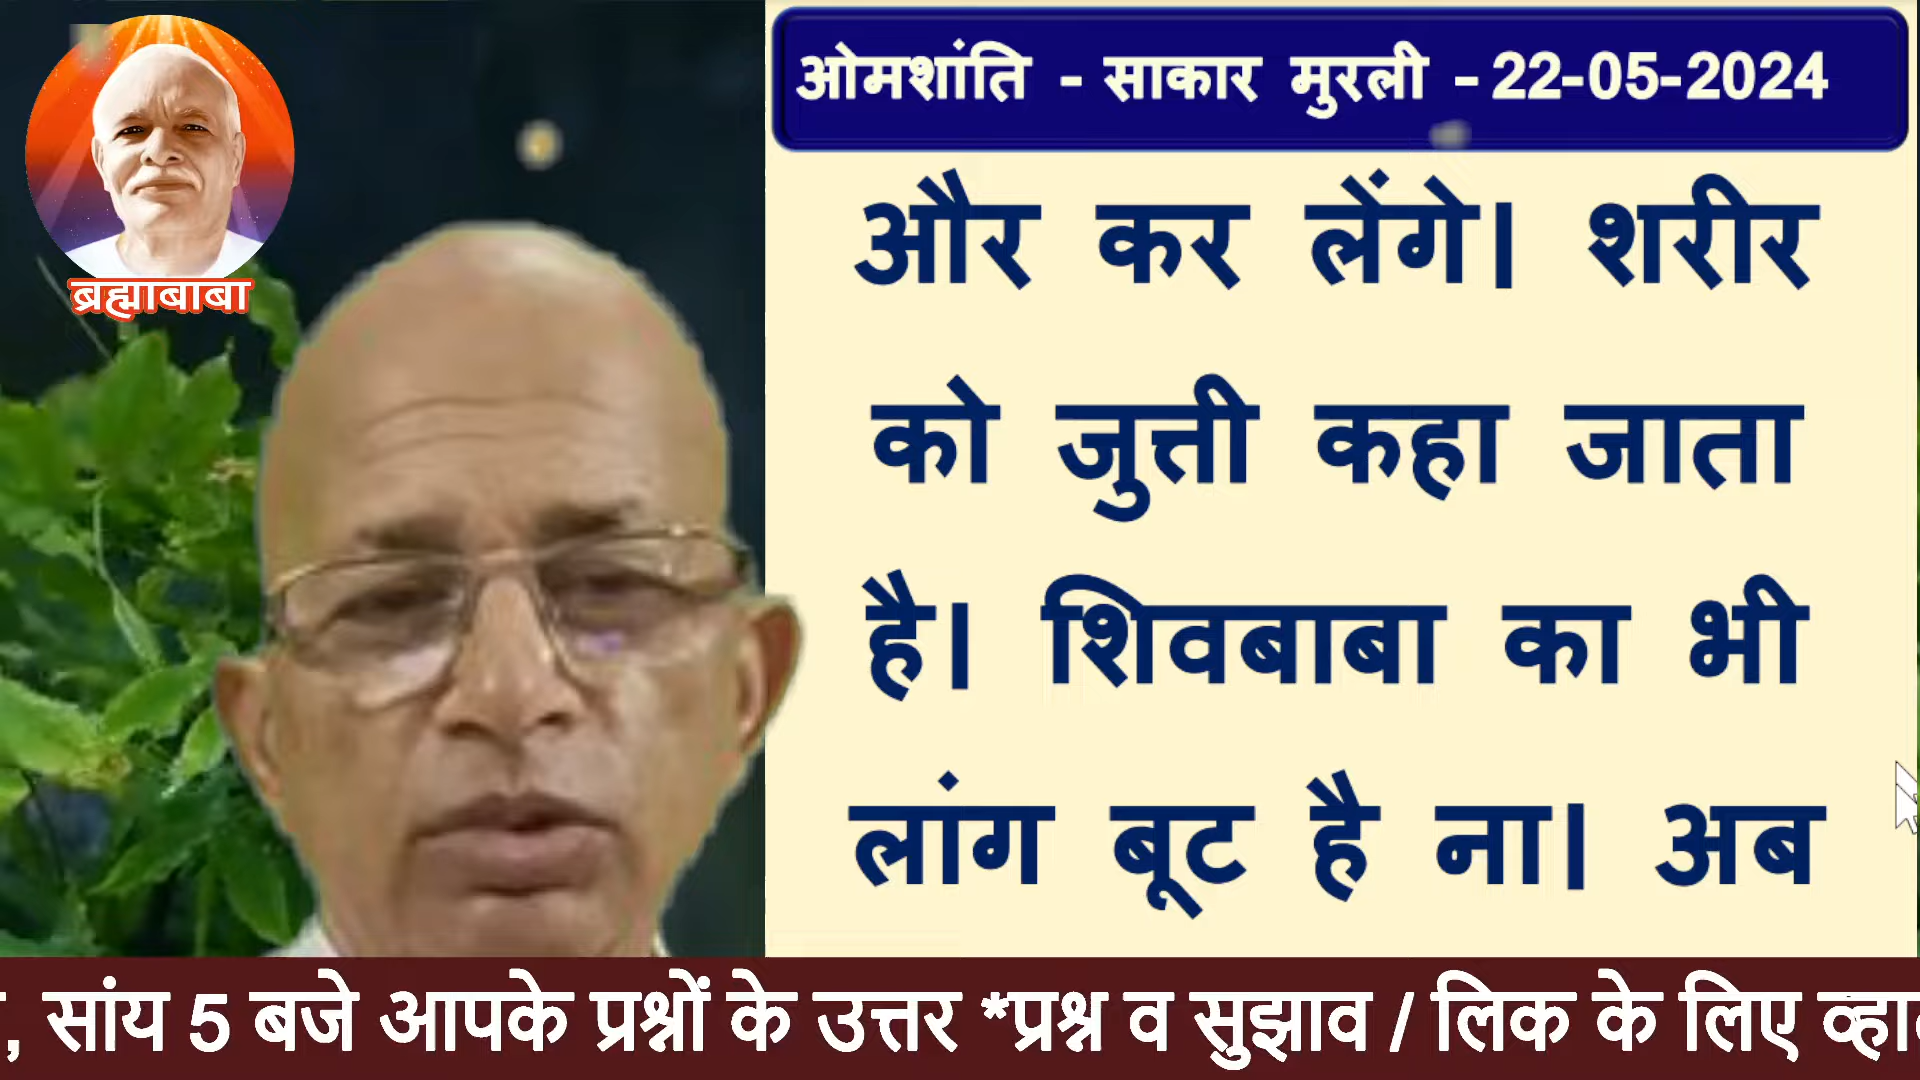 ब्रह्माबाबा
ओमशांति - साकार मुरली - 22-05-2024
और कर लेंगे। शरीर
को जुत्ती कहा जाता
है। शिवबाबा का भी
लांग बूट है ना। अब
, सांय 5 बजे आपके प्रश्नों के उत्तर *प्रश्न व सुझाव / लिंक के लिए